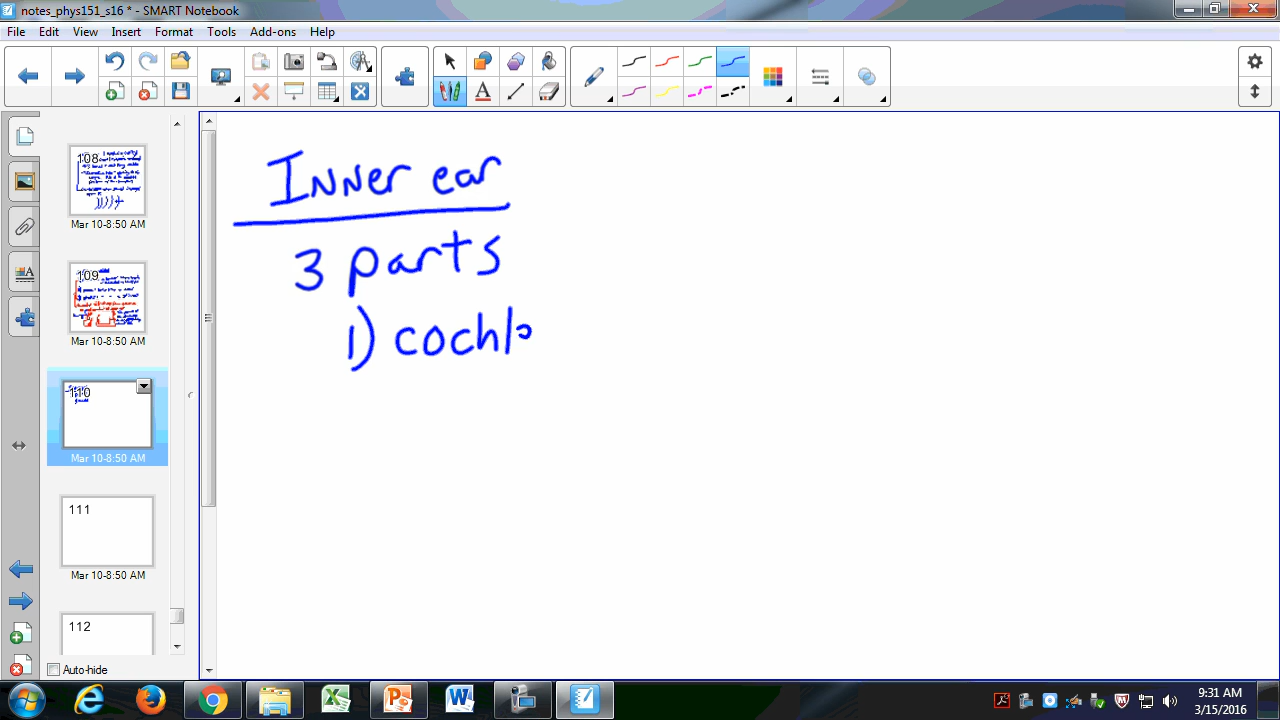 notes_phys151_s16 * - SMART Notebook
File Edit View Insert Format Tools Add-ons Help
108
Mar 10-8:50 AM
109
Mar 10-8:50 AM
110
Mar 10-8:50 AM
111
Mar 10-8:50 AM
112
Auto-hide
Inner ear
3 parts
1) cochl
9:31 AM
3/15/2016